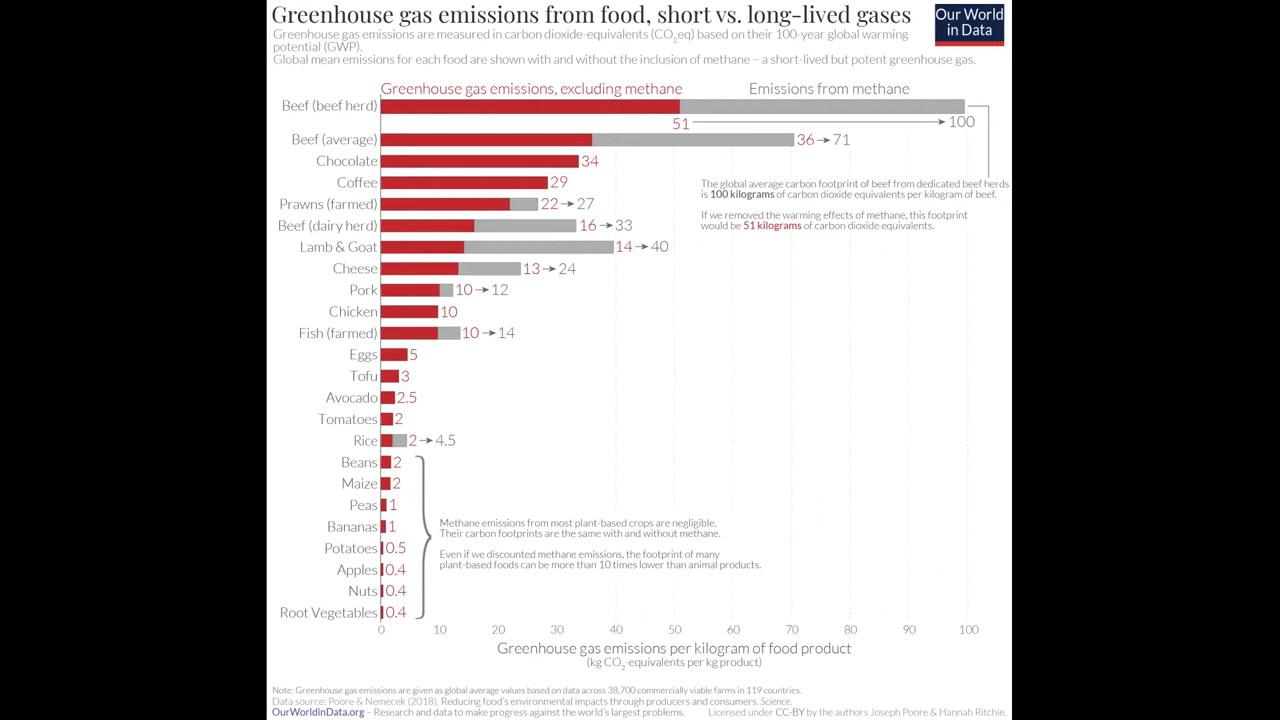 Greenhouse gas emissions from food, short vs. long-lived gases
Our World
in Data
Greenhouse gas emissions are measured in carbon dioxide-equivalents (CO₂eq) based on their 100-year global warming
potential (GWP).
Global mean emissions for each food are shown with and without the inclusion of methane – a short-lived but potent greenhouse gas.
Greenhouse gas emissions, excluding methane Emissions from methane
Beef (beef herd)
51 → 100
Beef (average) 36 → 71
Chocolate 34
Coffee 29
The global average carbon footprint of beef from dedicated beef herds
is 100 kilograms of carbon dioxide equivalents per kilogram of beef.
If we removed the warming effects of methane, this footprint
would be 51 kilograms of carbon dioxide equivalents.
Prawns (farmed) 22 → 27
Beef (dairy herd) 16 → 33
Lamb & Goat 14 → 40
Cheese 13 → 24
Pork 10 → 12
Chicken 10
Fish (farmed) 10 → 14
Eggs 5
Tofu 3
Avocado 2.5
Tomatoes 2
Rice 2 → 4.5
Beans 2
Maize 2
Peas 1
Bananas 1
Potatoes 0.5
Apples 0.4
Nuts 0.4
Root Vegetables 0.4
Methane emissions from most plant-based crops are negligible.
Their carbon footprints are the same with and without methane.
Even if we discounted methane emissions, the footprint of many
plant-based foods can be more than 10 times lower than animal products.
0 10 20 30 40 50 60 70 80 90 100
Greenhouse gas emissions per kilogram of food product
(kg CO₂-equivalents per kg product)
Note: Greenhouse gas emissions are given as global average values based on data across 38,700 commercially viable farms in 119 countries.
Data source: Poore & Nemecek (2018). Reducing food's environmental impacts through producers and consumers. Science.
OurWorldinData.org – Research and data to make progress against the world's largest problems. Licensed under CC-BY by the authors Joseph Poore & Hannah Ritchie.